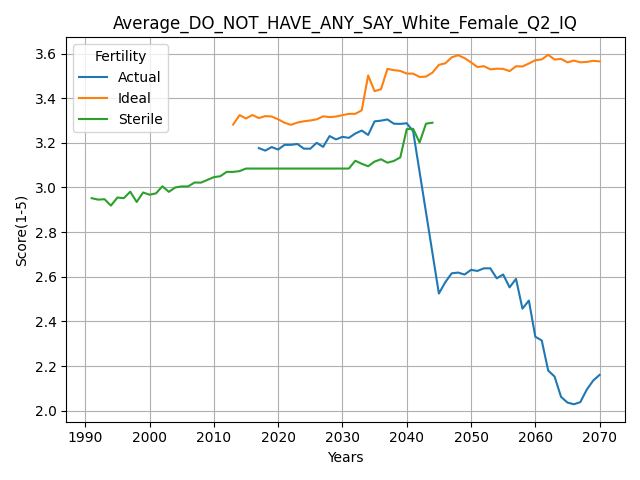 Average_DO_NOT_HAVE_ANY_SAY_White_Female_Q2_IQ
Fertility
Actual
Ideal
Sterile
Score(1-5)
3.6
3.4
3.2
3.0
2.8
2.6
2.4
2.2
2.0
1990 2000 2010 2020 2030 2040 2050 2060 2070
Years